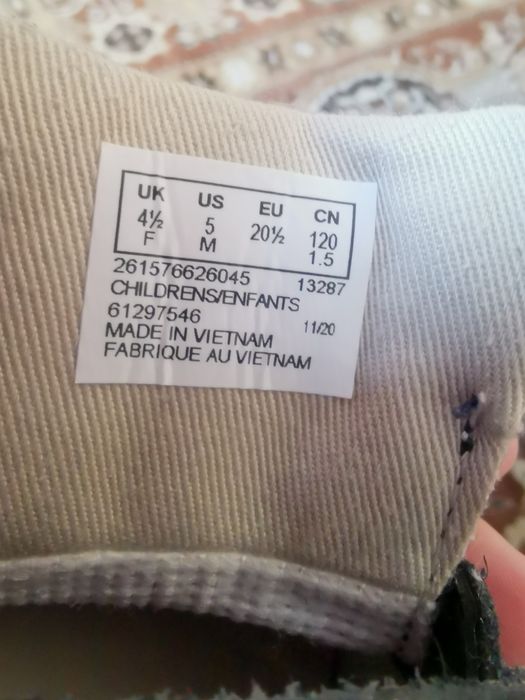 UK US EU CN
4½ 5 20½ 120
F M 1.5
261576626045 13287
CHILDRENS/ENFANTS
61297546 11/20
MADE IN VIETNAM
FABRIQUE AU VIETNAM